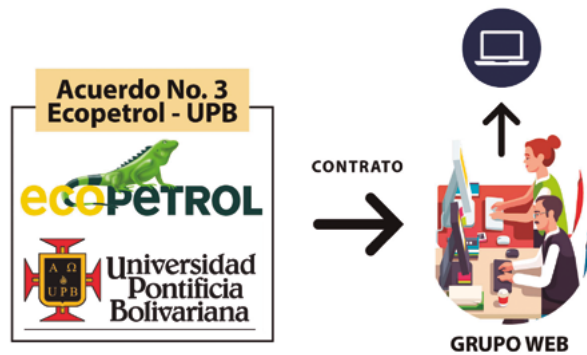 Acuerdo No. 3
Ecopetrol - UPB
ecopetrol
Α Ω
UPB
Universidad
Pontificia
Bolivariana
CONTRATO
GRUPO WEB